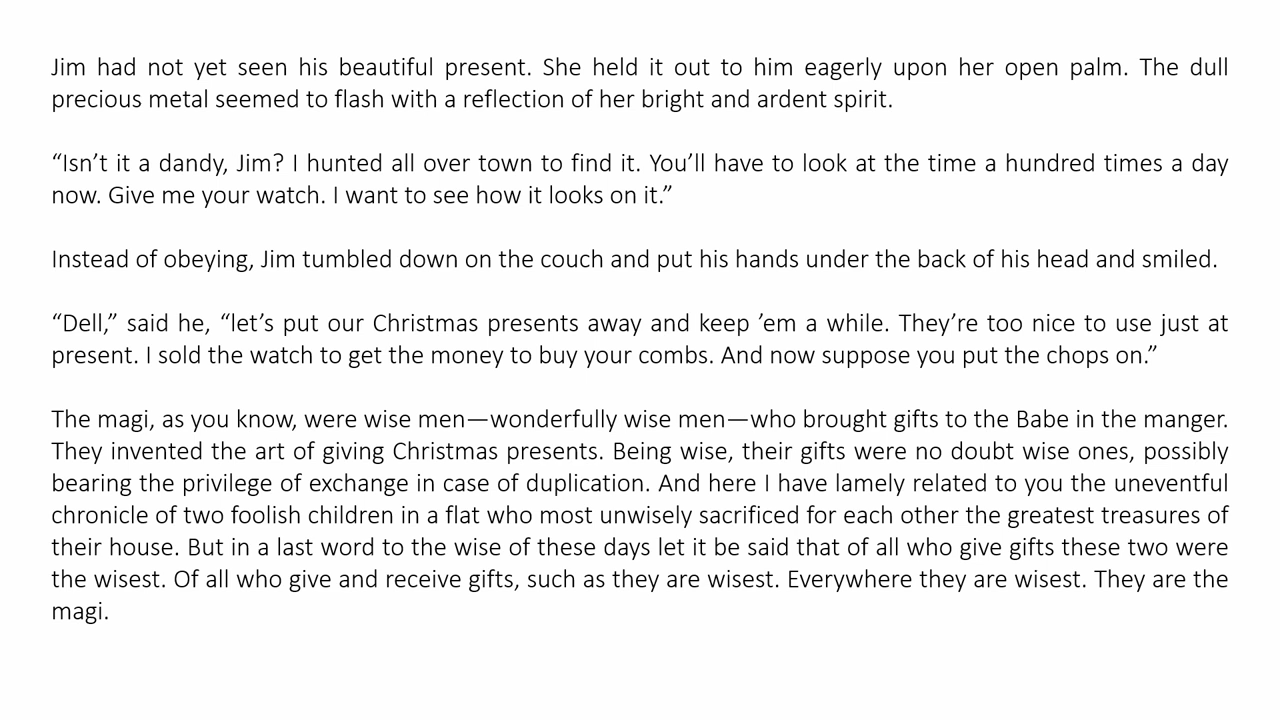 Jim had not yet seen his beautiful present. She held it out to him eagerly upon her open palm. The dull
precious metal seemed to flash with a reflection of her bright and ardent spirit.
“Isn’t it a dandy, Jim? I hunted all over town to find it. You’ll have to look at the time a hundred times a day
now. Give me your watch. I want to see how it looks on it.”
Instead of obeying, Jim tumbled down on the couch and put his hands under the back of his head and smiled.
“Dell,” said he, “let’s put our Christmas presents away and keep ’em a while. They’re too nice to use just at
present. I sold the watch to get the money to buy your combs. And now suppose you put the chops on.”
The magi, as you know, were wise men—wonderfully wise men—who brought gifts to the Babe in the manger.
They invented the art of giving Christmas presents. Being wise, their gifts were no doubt wise ones, possibly
bearing the privilege of exchange in case of duplication. And here I have lamely related to you the uneventful
chronicle of two foolish children in a flat who most unwisely sacrificed for each other the greatest treasures of
their house. But in a last word to the wise of these days let it be said that of all who give gifts these two were
the wisest. Of all who give and receive gifts, such as they are wisest. Everywhere they are wisest. They are the
magi.